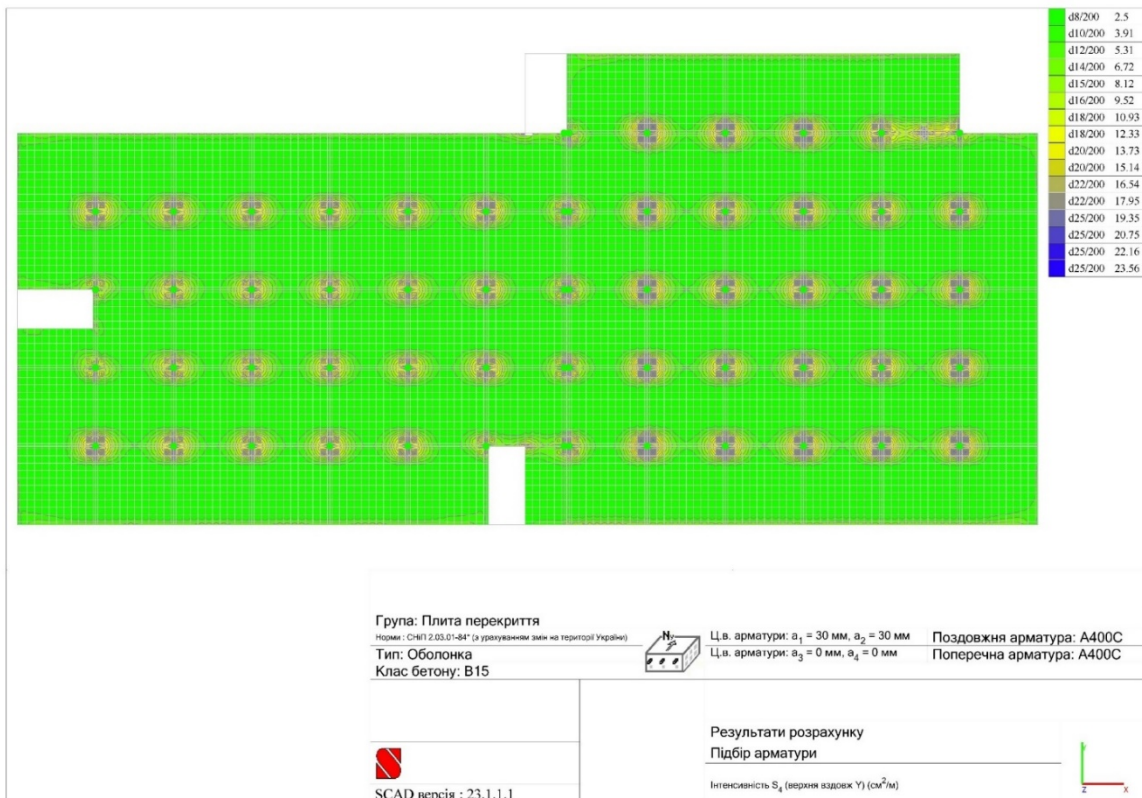 d8/200 2.5
d10/200 3.91
d12/200 5.31
d14/200 6.72
d15/200 8.12
d16/200 9.52
d18/200 10.93
d18/200 12.33
d20/200 13.73
d20/200 15.14
d22/200 16.54
d22/200 17.95
d25/200 19.35
d25/200 20.75
d25/200 22.16
d25/200 23.56
Група: Плита перекриття
Норми : СНіП 2.03.01-84* (з урахуванням змін на території України)
Тип: Оболонка
Клас бетону: В15
Ц.в. арматури: a₁ = 30 мм, a₂ = 30 мм
Ц.в. арматури: a₃ = 0 мм, a₄ = 0 мм
Поздовжня арматура: А400С
Поперечна арматура: А400С
SCAD версія : 23.1.1.1
Результати розрахунку
Підбір арматури
Інтенсивність S₄ (верхня вздовж Y) (см²/м)
Z X